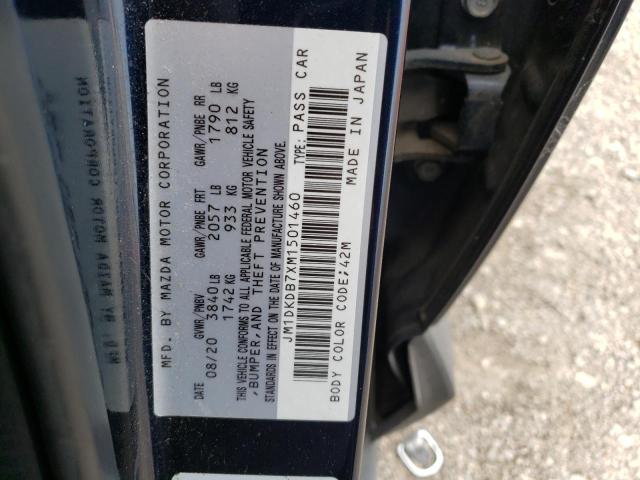 MFD. BY MAZDA MOTOR CORPORATION
DATE GVWR/PNBV GAWR/PNBE FRT GAWR/PNBE RR
08/20 3840 LB 2057 LB 1790 LB
1742 KG 933 KG 812 KG
THIS VEHICLE CONFORMS TO ALL APPLICABLE FEDERAL MOTOR VEHICLE SAFETY
, BUMPER, AND THEFT PREVENTION
STANDARDS IN EFFECT ON THE DATE OF MANUFACTURE SHOWN ABOVE.
JM1DKDB7XM1501460 TYPE: PASS CAR
BODY COLOR CODE;42M MADE IN JAPAN